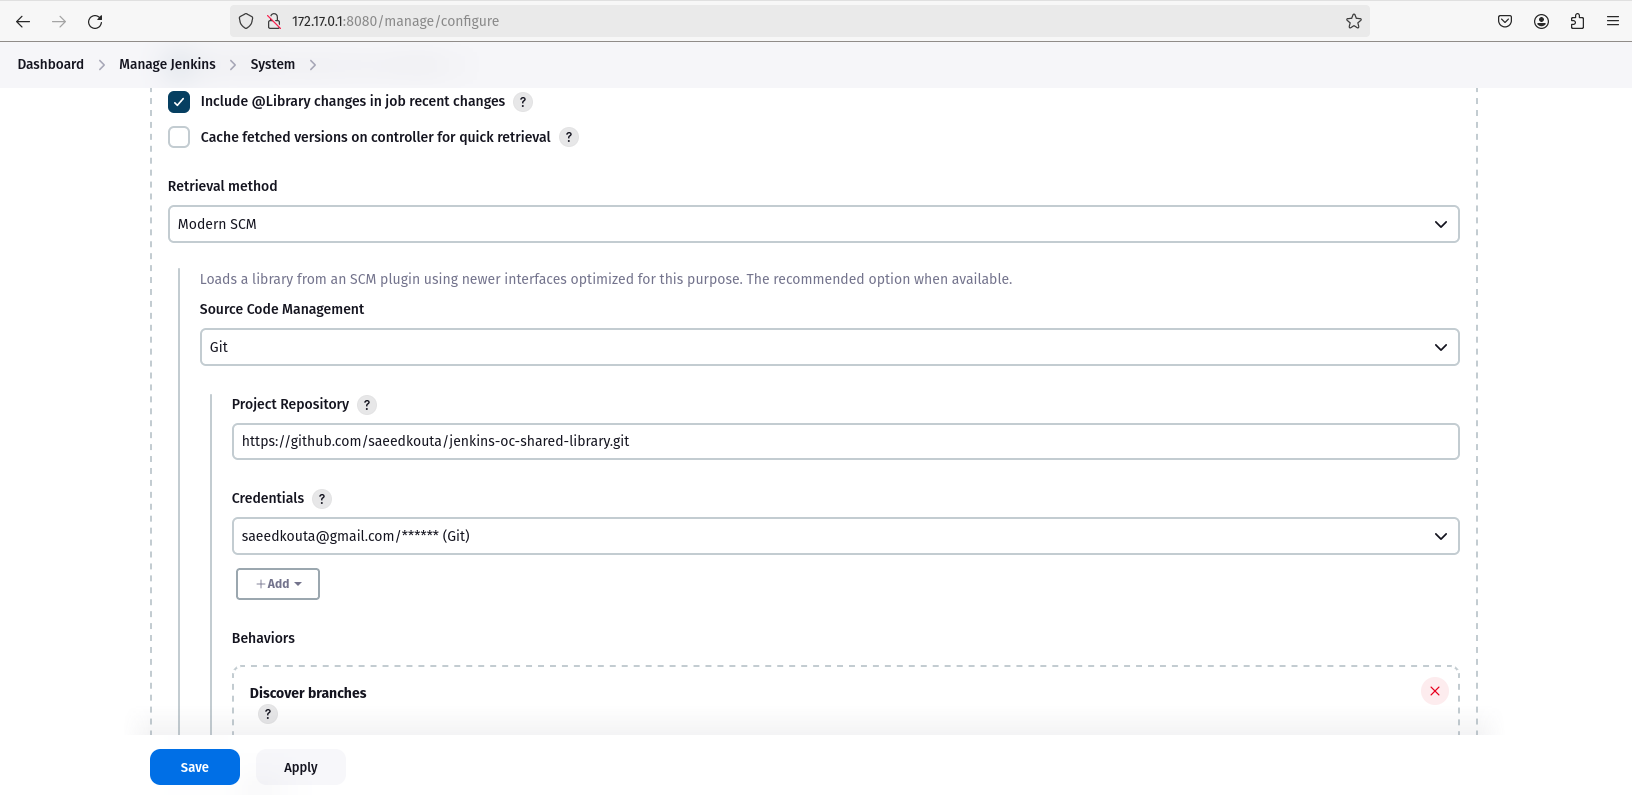 172.17.0.1:8080/manage/configure
Dashboard > Manage Jenkins > System >
Include @Library changes in job recent changes ?
Cache fetched versions on controller for quick retrieval ?
Retrieval method
Modern SCM
Loads a library from an SCM plugin using newer interfaces optimized for this purpose. The recommended option when available.
Source Code Management
Git
Project Repository ?
https://github.com/saeedkouta/jenkins-oc-shared-library.git
Credentials ?
saeedkouta@gmail.com/****** (Git)
+ Add
Behaviors
Discover branches
?
Save Apply